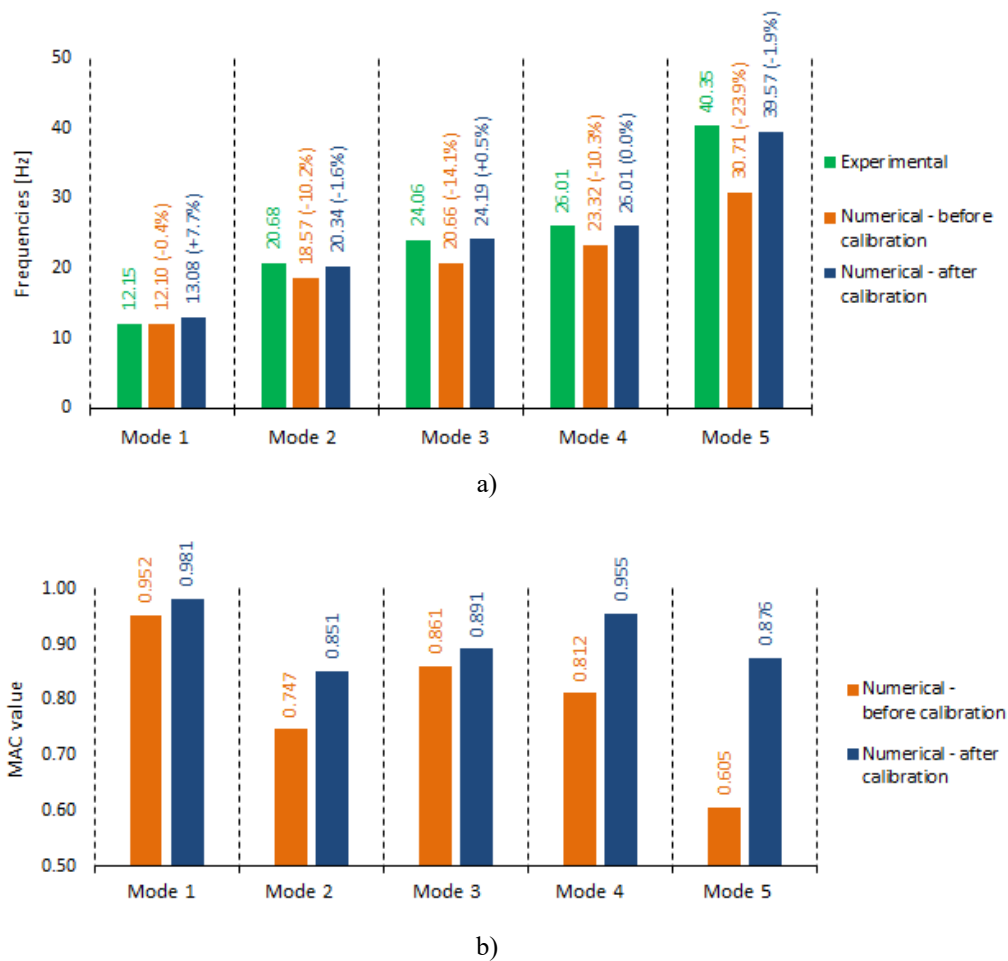 Frequencies [Hz]
50
40
30
20
10
0
12.15
12.10 (-0.4%)
13.08 (+7.7%)
20.68
18.57 (-10.2%)
20.34 (-1.6%)
24.06
20.66 (-14.1%)
24.19 (+0.5%)
26.01
23.32 (-10.3%)
26.01 (0.0%)
40.35
30.71 (-23.9%)
39.57 (-1.9%)
Mode 1
Mode 2
Mode 3
Mode 4
Mode 5
Experimental
Numerical - before
calibration
Numerical - after
calibration
a)
MAC value
1.00
0.90
0.80
0.70
0.60
0.50
0.952
0.981
0.747
0.851
0.861
0.891
0.812
0.955
0.605
0.876
Mode 1
Mode 2
Mode 3
Mode 4
Mode 5
Numerical -
before calibration
Numerical - after
calibration
b)